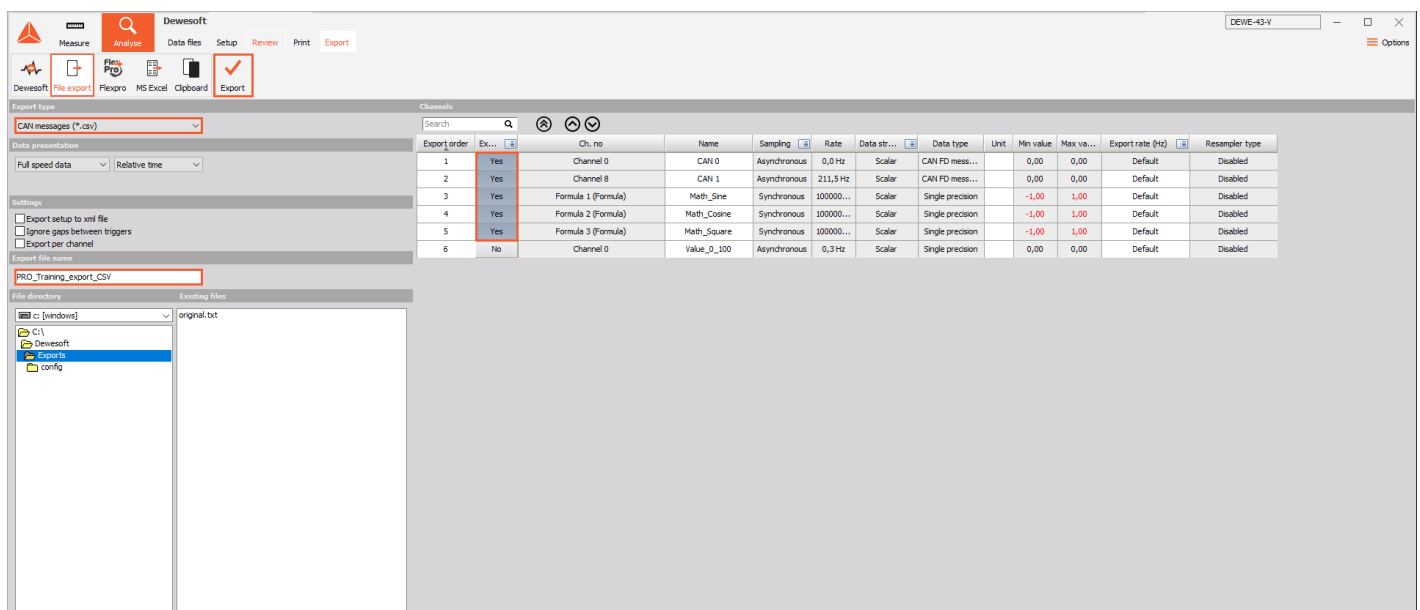 Dewesoft
DEWE-43-V
Measure Analyse Data files Setup Review Print Export
Options
Flex
Pro
Dewesoft File export Flexpro MS Excel Clipboard Export
Export type
CAN messages (*.csv)
Data presentation
Full speed data Relative time
Settings
Export setup to xml file
Ignore gaps between triggers
Export per channel
Export file name
PRO_Training_export_CSV
File directory Existing files
c: [windows] original.txt
C:\
Dewesoft
Exports
config
Channels
Search
Export order Ex... Ch. no Name Sampling Rate Data str... Data type Unit Min value Max va... Export rate (Hz) Resampler type
1 Yes Channel 0 CAN 0 Asynchronous 0,0 Hz Scalar CAN FD mess... 0,00 0,00 Default Disabled
2 Yes Channel 8 CAN 1 Asynchronous 211,5 Hz Scalar CAN FD mess... 0,00 0,00 Default Disabled
3 Yes Formula 1 (Formula) Math_Sine Synchronous 100000... Scalar Single precision -1,00 1,00 Default Disabled
4 Yes Formula 2 (Formula) Math_Cosine Synchronous 100000... Scalar Single precision -1,00 1,00 Default Disabled
5 Yes Formula 3 (Formula) Math_Square Synchronous 100000... Scalar Single precision -1,00 1,00 Default Disabled
6 No Channel 0 Value_0_100 Asynchronous 0,3 Hz Scalar Single precision 0,00 0,00 Default Disabled